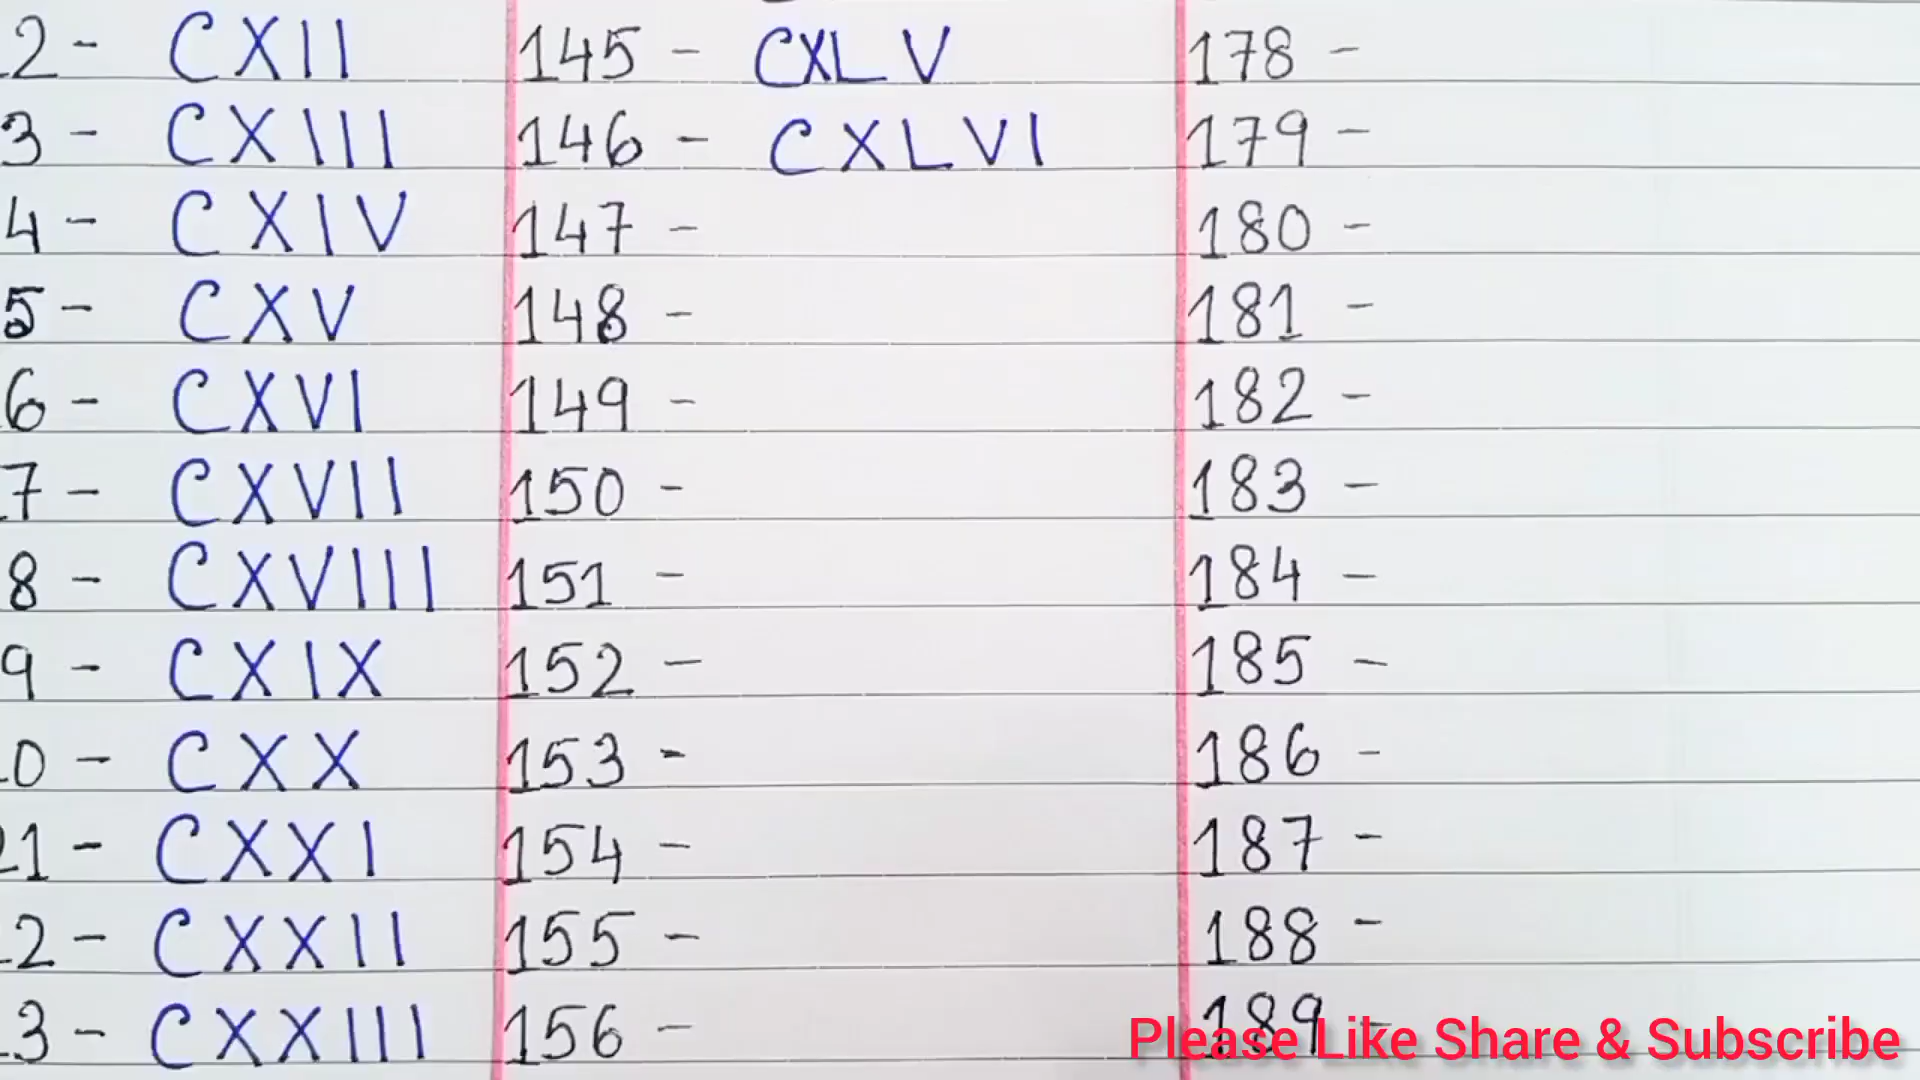 2 - CXII
3 - CXIII
4 - CXIV
5 - CXV
6 - CXVI
7 - CXVII
8 - CXVIII
9 - CXIX
0 - CXX
21 - CXXI
2 - CXXII
3 - CXXIII
145 - CXLV
146 - CXLVI
147 -
148 -
149 -
150 -
151 -
152 -
153 -
154 -
155 -
156 -
178 -
179 -
180 -
181 -
182 -
183 -
184 -
185 -
186 -
187 -
188 -
189 -
Please Like Share & Subscribe